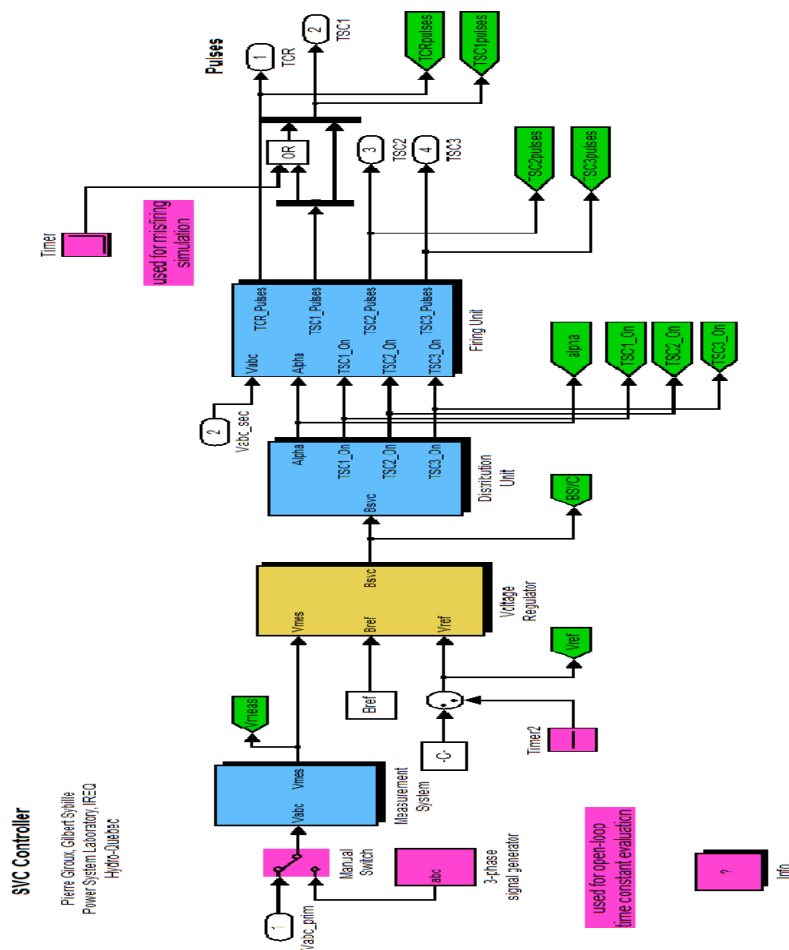 SVC Controller
Pierre Giroux, Gilbert Sybille
Power System Laboratory, IREQ
Hydro-Quebec
1
Vabc_prim
Manual
Switch
abc
3-phase
signal generator
used for open-loop
time constant evaluation
?
Info
Vabc
Vmes
Measurement
System
Vmeas
Bref
-C-
Timer2
Vref
Vmes
Bref
Vref
Bsvc
Voltage
Regulator
BSVC
Bsvc
Alpha
TSC1_On
TSC2_On
TSC3_On
Distribution
Unit
2
Vabc_sec
alpha
TSC1_On
TSC2_On
TSC3_On
Vabc
Alpha
TSC1_On
TSC2_On
TSC3_On
TCR_Pulses
TSC1_Pulses
TSC2_Pulses
TSC3_Pulses
Firing Unit
Timer
used for misfiring
simulation
OR
Pulses
1
TCR
2
TSC1
3
TSC2
4
TSC3
TCRpulses
TSC1pulses
TSC2pulses
TSC3pulses